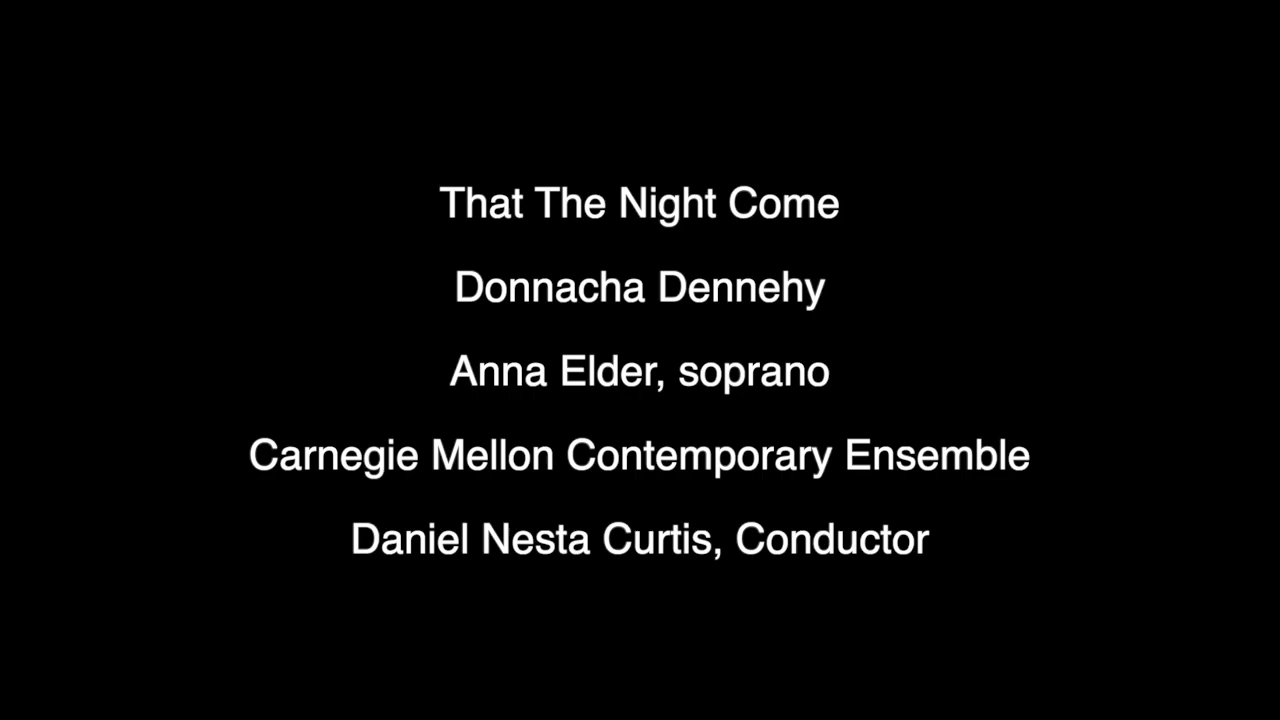 That The Night Come
Donnacha Dennehy
Anna Elder, soprano
Carnegie Mellon Contemporary Ensemble
Daniel Nesta Curtis, Conductor